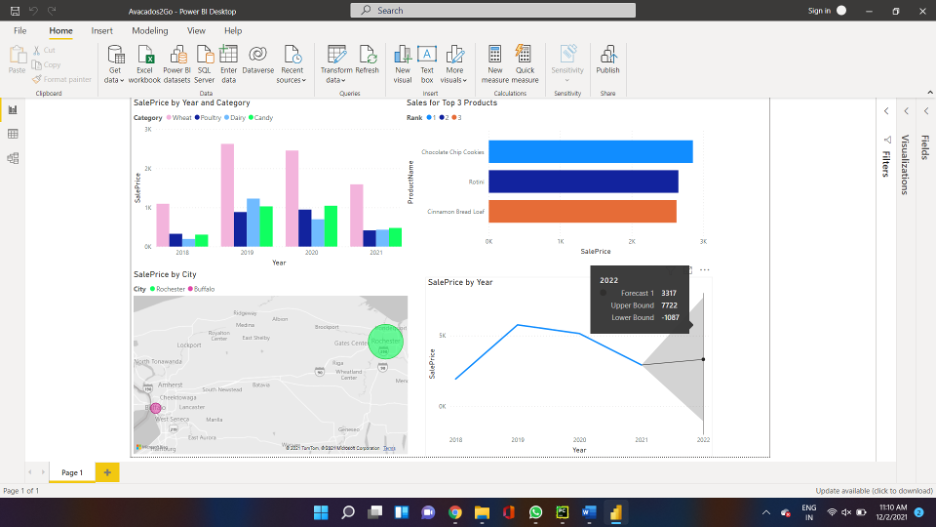 Avacados2Go - Power BI Desktop
Search
Sign in
File Home Insert Modeling View Help
Paste
Cut
Copy
Format painter
Clipboard
Get data
Excel workbook
Power BI datasets
SQL Server
Enter data
Dataverse
Recent sources
Data
Transform data
Refresh
Queries
New visual
Text box
More visuals
Insert
New measure
Quick measure
Calculations
Sensitivity
Sensitivity
Publish
Share
SalePrice by Year and Category
Category Wheat Poultry Dairy Candy
3K
2K
1K
0K
SalePrice
2018 2019 2020 2021
Year
Sales for Top 3 Products
Rank 1 2 3
ProductName
Chocolate Chip Cookies
Rotini
Cinnamon Bread Loaf
0K 1K 2K 3K
SalePrice
SalePrice by City
City Rochester Buffalo
Ridgeway
Medina
Albion
Brockport
Lockport
East Shelby
Gates Center
North Tonawanda
Riga
Wheatland Center
Amherst
South Newstead
Batavia
Cheektowaga
Buffalo
Lancaster
West Seneca
Geneseo
East Aurora
Hamburg
© 2021 TomTom, © 2021 Microsoft Corporation Terms
SalePrice by Year
5K
0K
SalePrice
2018 2019 2020 2021 2022
Year
2022
Forecast 1 3317
Upper Bound 7722
Lower Bound -1087
Filters
Visualizations
Fields
Page 1
Page 1 of 1
Update available (click to download)
ENG
IN
11:10 AM
12/2/2021
2